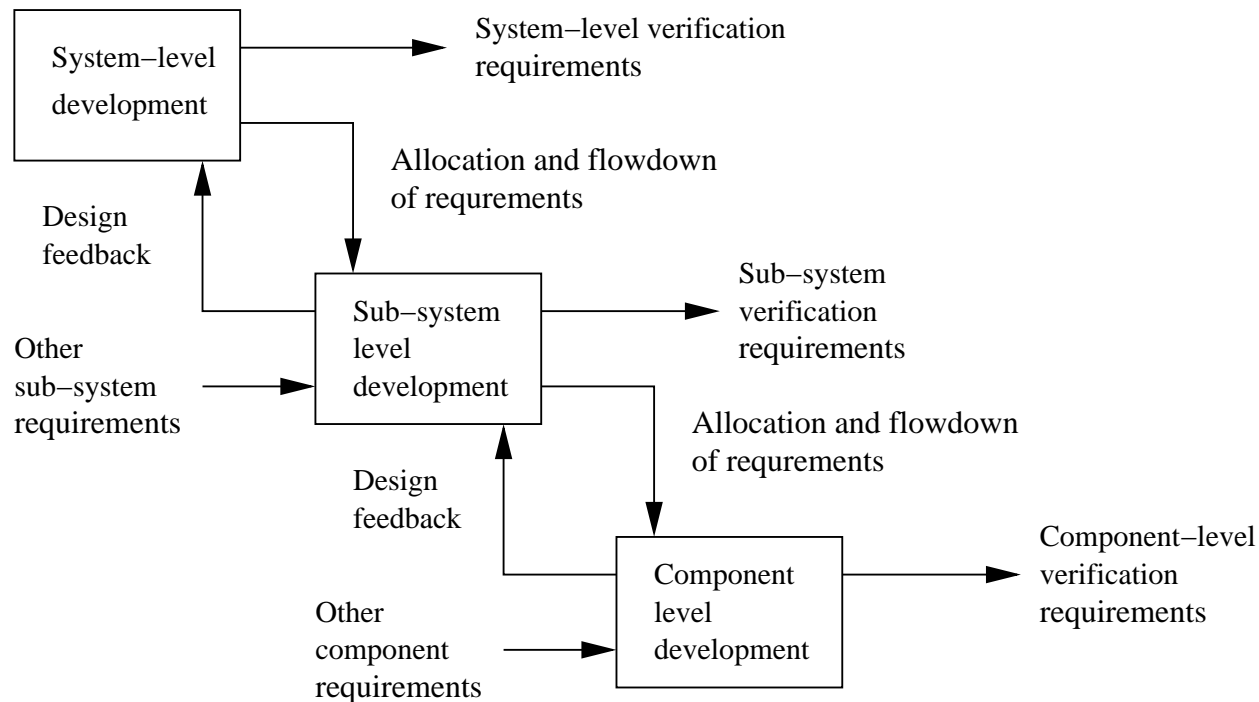 System−level
development
System−level verification
requirements
Allocation and flowdown
of requrements
Design
feedback
Sub−system
level
development
Sub−system
verification
requirements
Other
sub−system
requirements
Allocation and flowdown
of requrements
Design
feedback
Component
level
development
Component−level
verification
requirements
Other
component
requirements